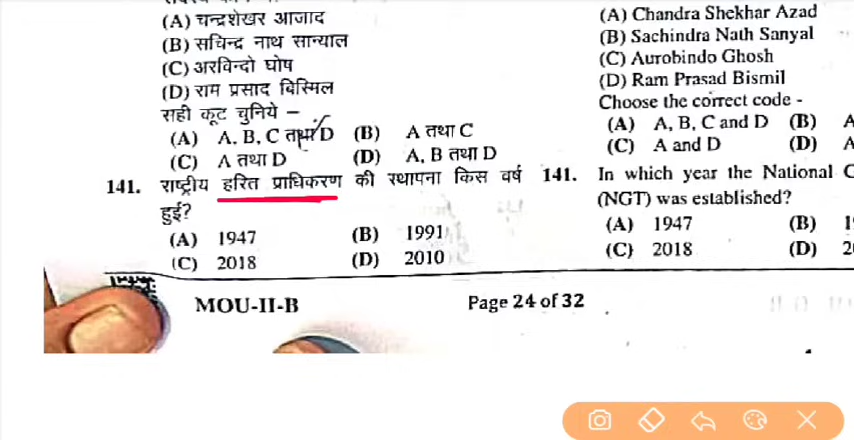 (A) चन्द्रशेखर आजाद
(B) सचिन्द्र नाथ सान्याल
(C) अरविन्दो घोष
(D) राम प्रसाद बिस्मिल
सही कूट चुनिये –
(A) A, B, C तथा D (B) A तथा C
(C) A तथा D (D) A, B तथा D
141. राष्ट्रीय हरित प्राधिकरण की स्थापना किस वर्ष
हुई?
(A) 1947 (B) 1991
(C) 2018 (D) 2010
(A) Chandra Shekhar Azad
(B) Sachindra Nath Sanyal
(C) Aurobindo Ghosh
(D) Ram Prasad Bismil
Choose the correct code -
(A) A, B, C and D (B) A
(C) A and D (D) A
141. In which year the National
(NGT) was established?
(A) 1947 (B)
(C) 2018 (D)
MOU-II-B Page 24 of 32